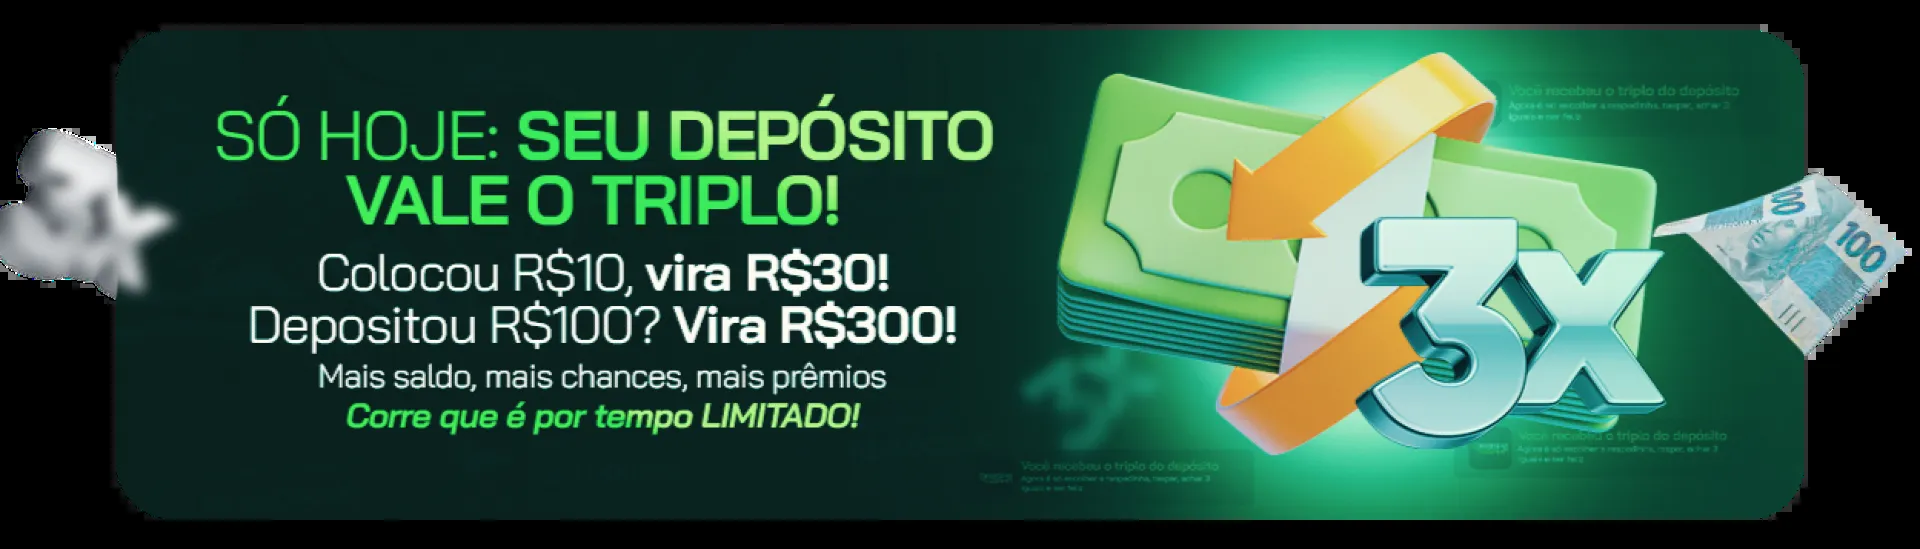 SÓ HOJE: SEU DEPÓSITO
VALE O TRIPLO!
Colocou R$10, vira R$30!
Depositou R$100? Vira R$300!
Mais saldo, mais chances, mais prêmios
Corre que é por tempo LIMITADO!
3x
100
100
Você recebeu o triplo do depósito
Você recebeu o triplo do depósito
Você recebeu o triplo do depósito